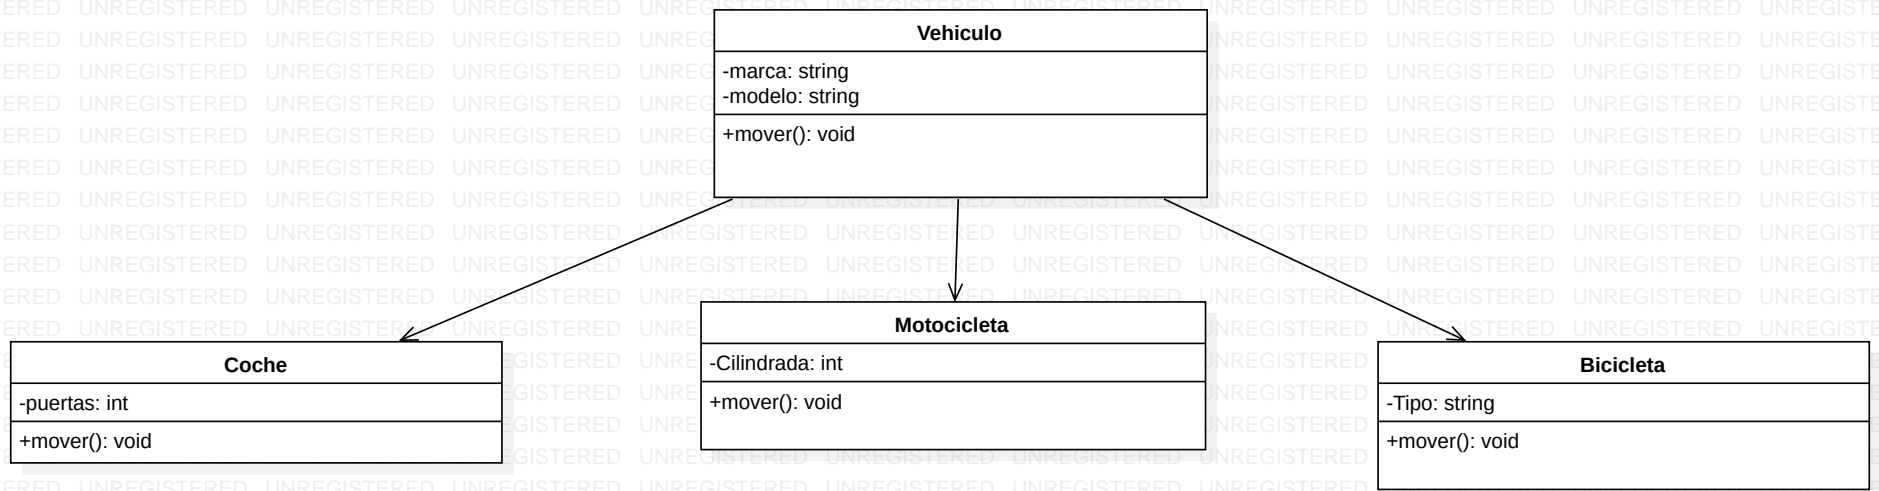 Vehiculo
-marca: string
-modelo: string
+mover(): void
Coche
-puertas: int
+mover(): void
Motocicleta
-Cilindrada: int
+mover(): void
Bicicleta
-Tipo: string
+mover(): void
UNREGISTERED